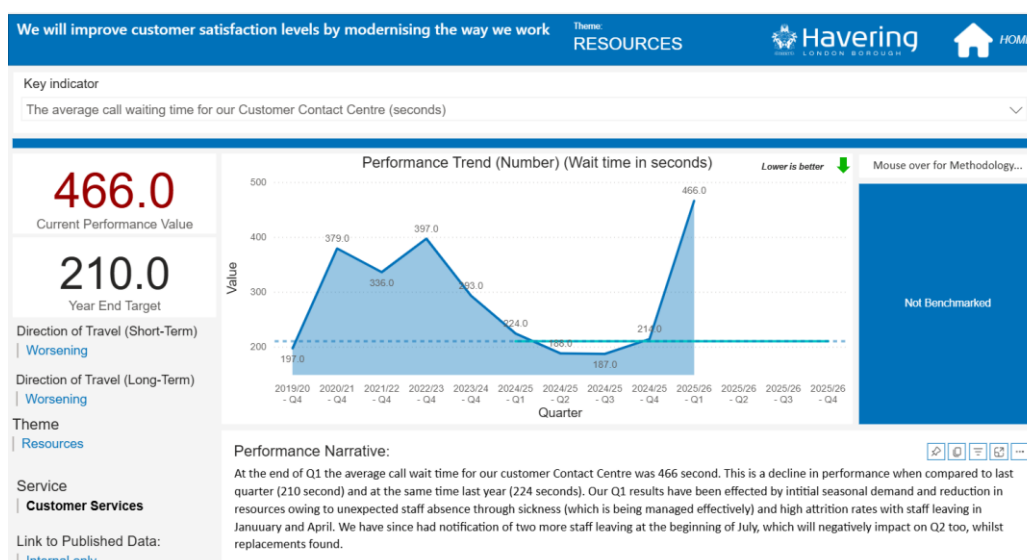 We will improve customer satisfaction levels by modernising the way we work
Theme:
RESOURCES
Havering
LONDON BOROUGH
HOME
Key indicator
The average call waiting time for our Customer Contact Centre (seconds)
466.0
Current Performance Value
210.0
Year End Target
Direction of Travel (Short-Term)
Worsening
Direction of Travel (Long-Term)
Worsening
Theme
Resources
Service
Customer Services
Link to Published Data:
Internal only
Performance Trend (Number) (Wait time in seconds)
Lower is better
Value
500
400
300
200
197.0
379.0
336.0
397.0
293.0
224.0
188.0
187.0
214.0
466.0
2019/20 - Q4
2020/21 - Q4
2021/22 - Q4
2022/23 - Q4
2023/24 - Q4
2024/25 - Q1
2024/25 - Q2
2024/25 - Q3
2024/25 - Q4
2025/26 - Q1
2025/26 - Q2
2025/26 - Q3
2025/26 - Q4
Quarter
Mouse over for Methodology...
Not Benchmarked
Performance Narrative:
At the end of Q1 the average call wait time for our customer Contact Centre was 466 second. This is a decline in performance when compared to last
quarter (210 second) and at the same time last year (224 seconds). Our Q1 results have been effected by intitial seasonal demand and reduction in
resources owing to unexpected staff absence through sickness (which is being managed effectively) and high attrition rates with staff leaving in
Januuary and April. We have since had notification of two more staff leaving at the beginning of July, which will negatively impact on Q2 too, whilst
replacements found.